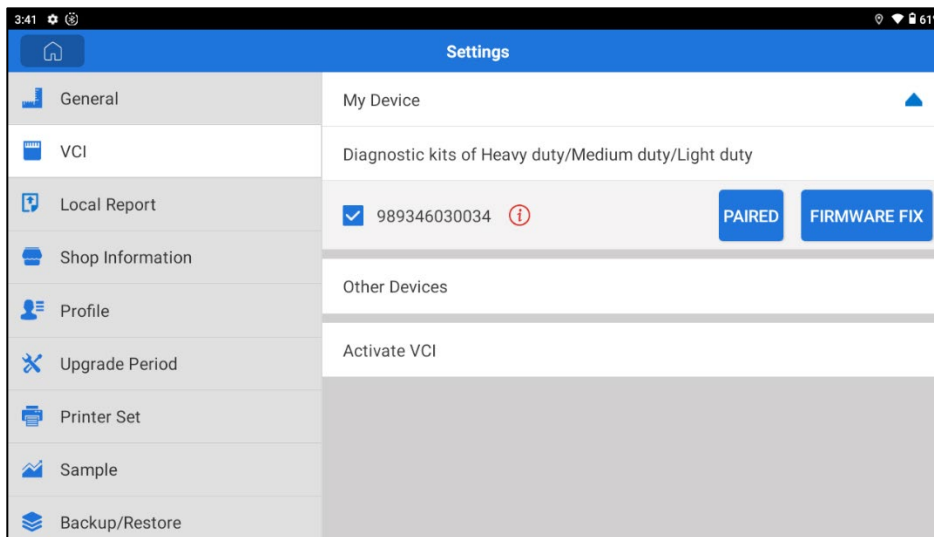 3:41
61
Settings
General
VCI
Local Report
Shop Information
Profile
Upgrade Period
Printer Set
Sample
Backup/Restore
My Device
Diagnostic kits of Heavy duty/Medium duty/Light duty
989346030034
PAIRED
FIRMWARE FIX
Other Devices
Activate VCI